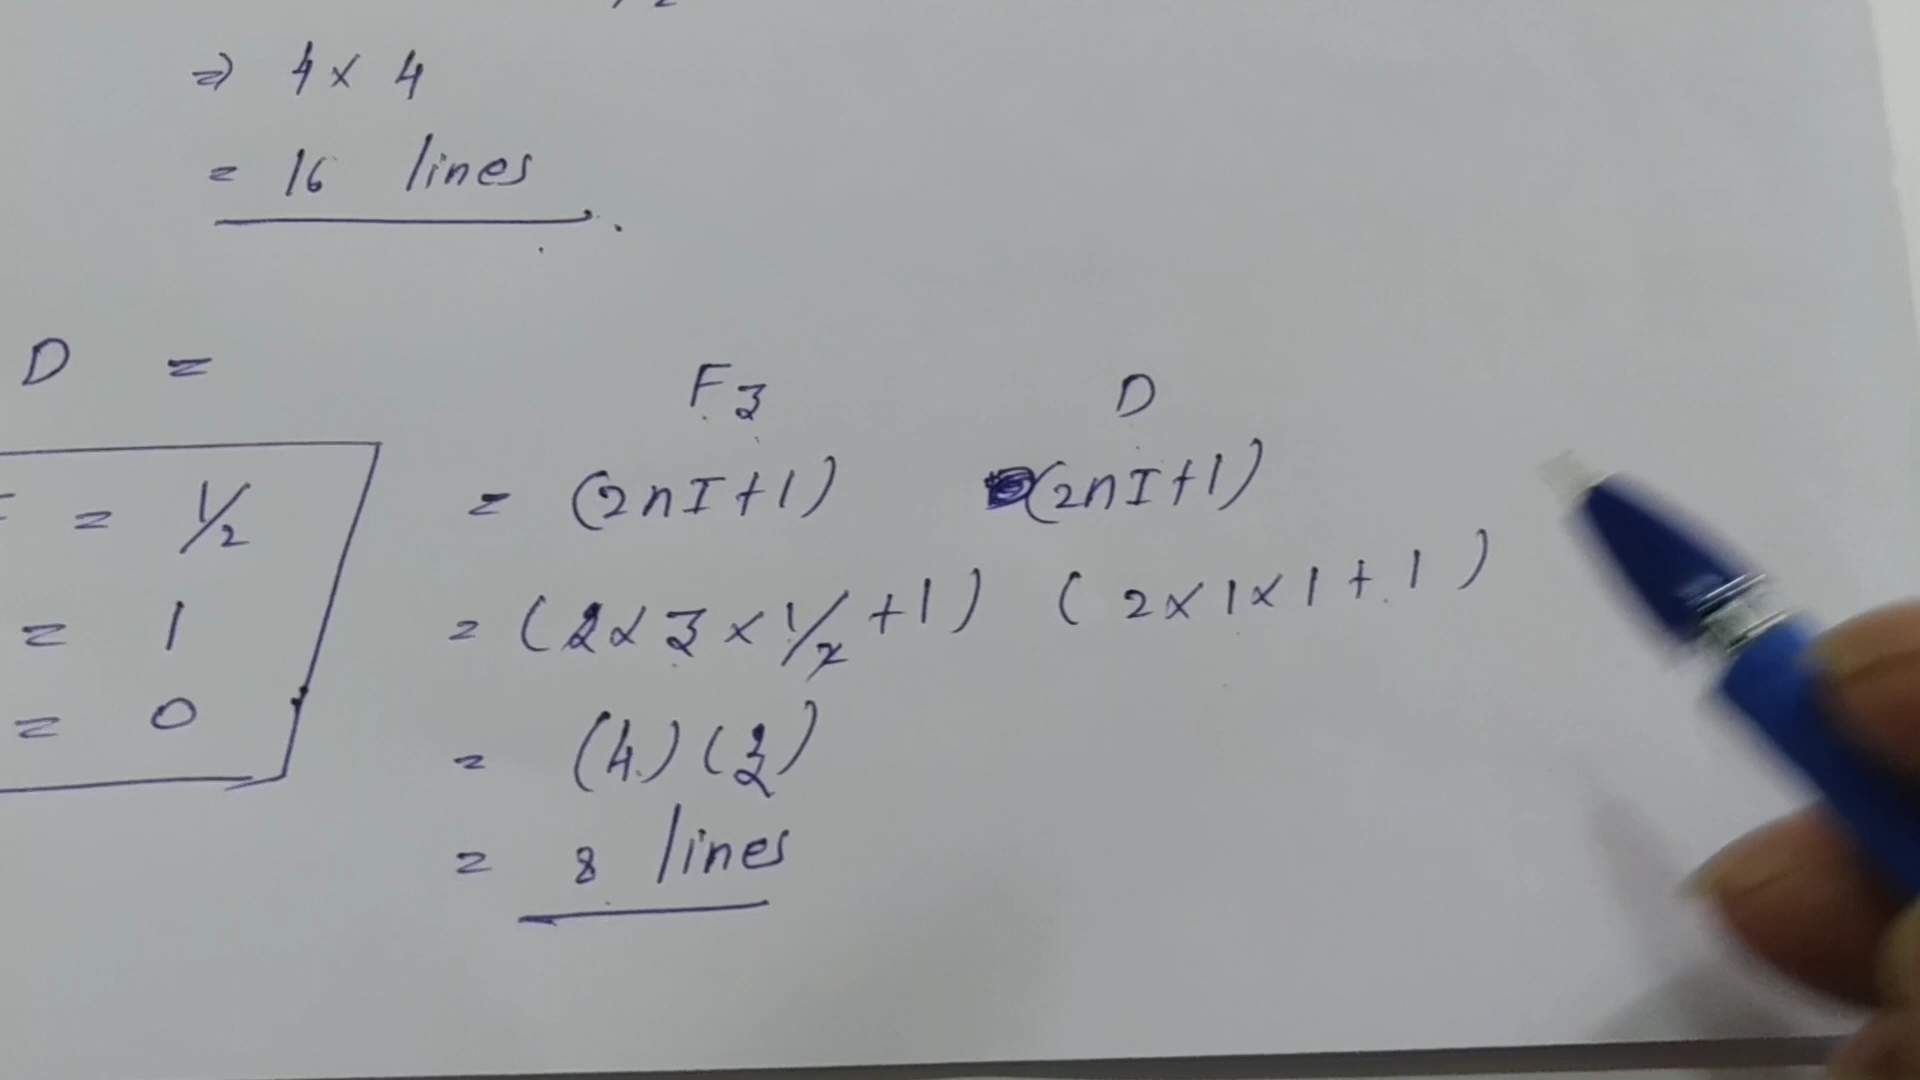 ⇒ 4 × 4
= 16 lines
D =
F3 D
= 1/2
= 1
= 0
= (2nI+1) (2nI+1)
= (2×3×1/2+1) (2×1×1+1)
= (4)(3)
= 8 lines